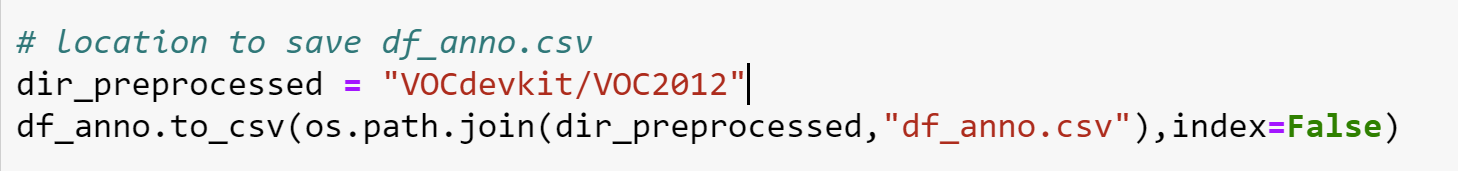 # location to save df_anno.csv
dir_preprocessed = "VOCdevkit/VOC2012"
df_anno.to_csv(os.path.join(dir_preprocessed,"df_anno.csv"),index=False)